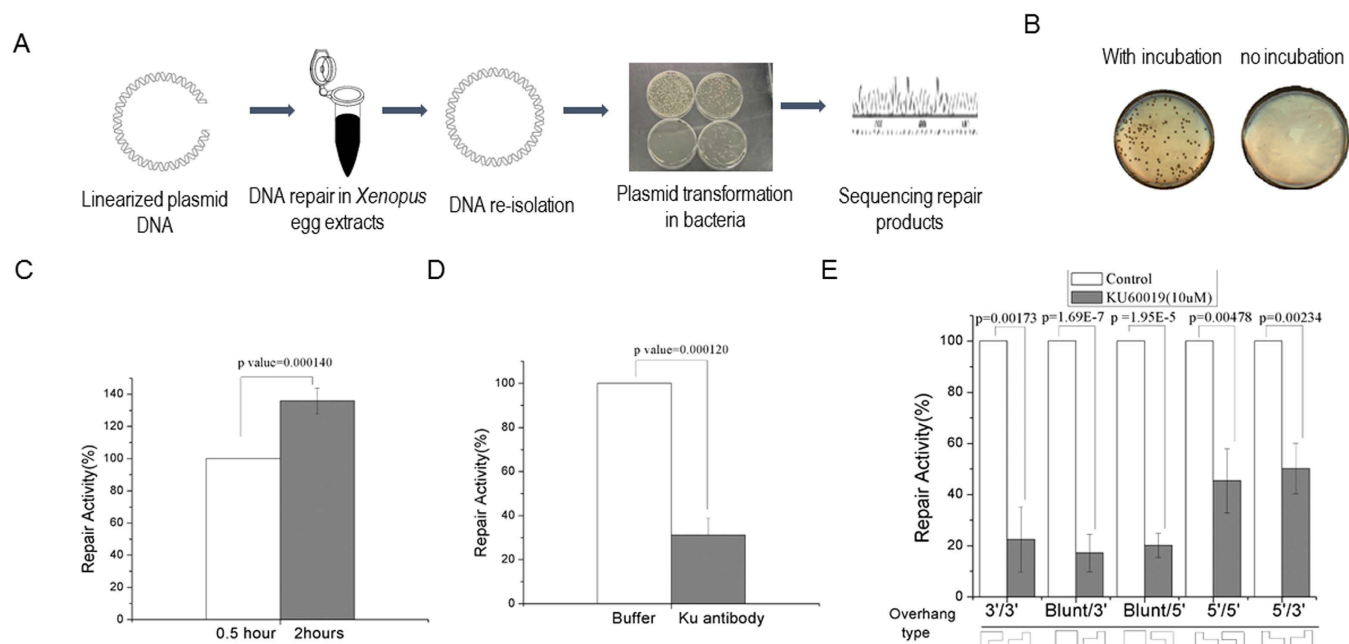 A
Linearized plasmid
DNA
DNA repair in Xenopus
egg extracts
DNA re-isolation
Plasmid transformation
in bacteria
Sequencing repair
products
B
With incubation
no incubation
C
p value=0.000140
Repair Activity(%)
140
120
100
80
60
40
20
0
0.5 hour
2hours
D
p value=0.000120
Repair Activity(%)
100
80
60
40
20
0
Buffer
Ku antibody
E
Control
KU60019(10uM)
p=0.00173
p=1.69E-7
p=1.95E-5
p=0.00478
p=0.00234
Repair Activity(%)
100
80
60
40
20
0
Overhang
type
3'/3'
Blunt/3'
Blunt/5'
5'/5'
5'/3'